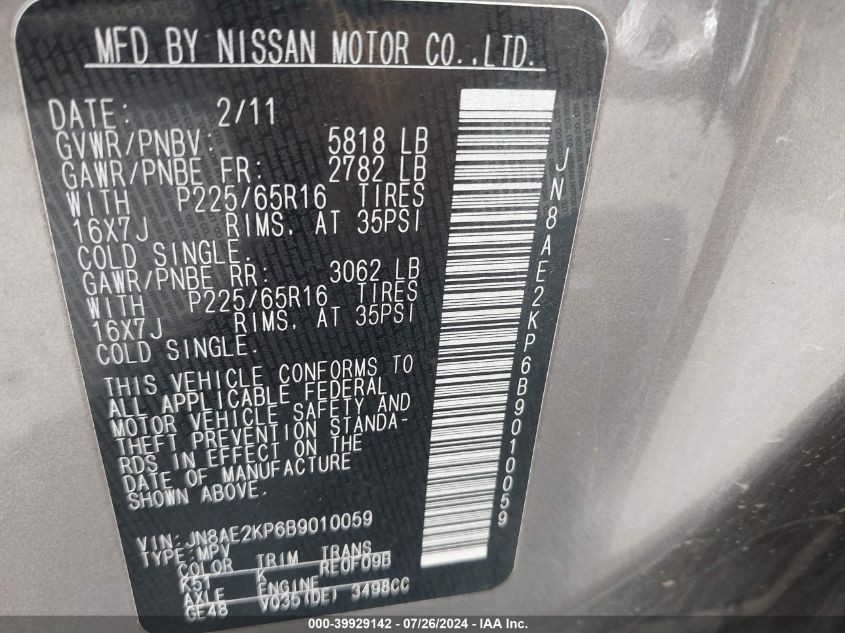 MFD BY NISSAN MOTOR CO.,LTD.
DATE: 2/11
GVWR/PNBV: 5818 LB
GAWR/PNBE FR: 2782 LB
WITH P225/65R16 TIRES
16X7J RIMS, AT 35PSI
COLD SINGLE.
GAWR/PNBE RR: 3062 LB
WITH P225/65R16 TIRES
16X7J RIMS, AT 35PSI
COLD SINGLE.
THIS VEHICLE CONFORMS TO
ALL APPLICABLE FEDERAL
MOTOR VEHICLE SAFETY AND
THEFT PREVENTION STANDA-
RDS IN EFFECT ON THE
DATE OF MANUFACTURE
SHOWN ABOVE.
VIN: JN8AE2KP6B9010059
TYPE: MPV
COLOR TRIM TRANS
K51 K RE0F09B
AXLE ENGINE
GE48 VQ35(DE) 3498CC
JN8AE2KP6B9010059
000-39929142 - 07/26/2024 - IAA Inc.